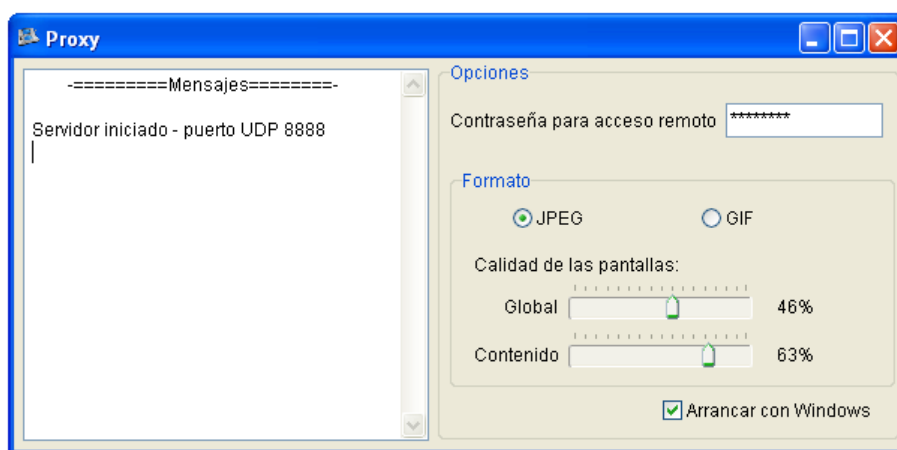 Proxy
-=========Mensajes========-
Servidor iniciado - puerto UDP 8888
Opciones
Contraseña para acceso remoto ********
Formato
JPEG GIF
Calidad de las pantallas:
Global 46%
Contenido 63%
Arrancar con Windows